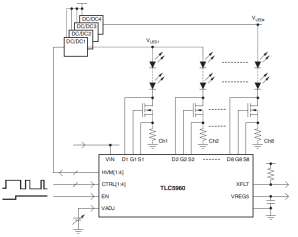 DC/DC4
DC/DC3
DC/DC2
DC/DC1
VLED1
VLED4
Ch1
Ch2
Ch8
VIN
D1 G1 S1
D2 G2 S2
D8 G8 S8
HVM[1:4]
CTRL[1:4]
EN
VADJ
TLC5960
XFLT
VREG5